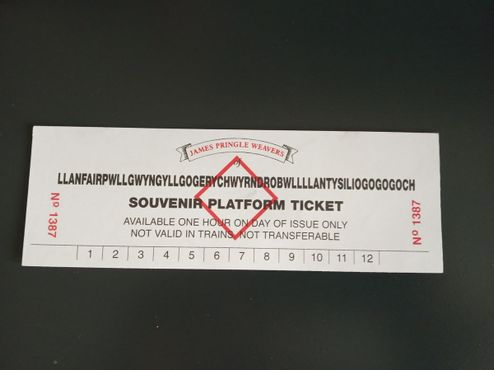 JAMES PRINGLE WEAVERS
of
LLANFAIRPWLLGWYNGYLLGOGERYCHWYRNDROBWLLLLANTYSILIOGOGOGOCH
SOUVENIR PLATFORM TICKET
AVAILABLE ONE HOUR ON DAY OF ISSUE ONLY
NOT VALID IN TRAINS, NOT TRANSFERABLE
1 2 3 4 5 6 7 8 9 10 11 12
Nº 1387
Nº 1387